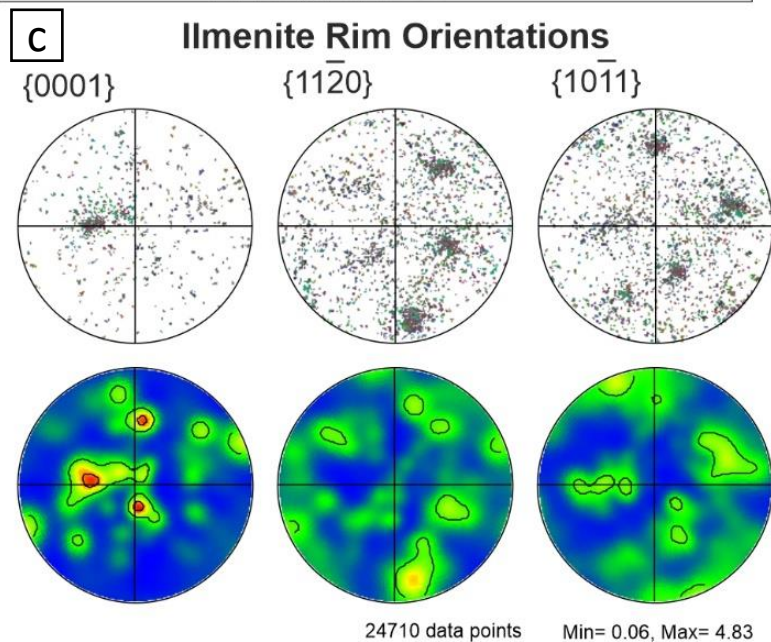 C
Ilmenite Rim Orientations
{0001} {112̅0} {101̅1}
24710 data points Min= 0.06, Max= 4.83